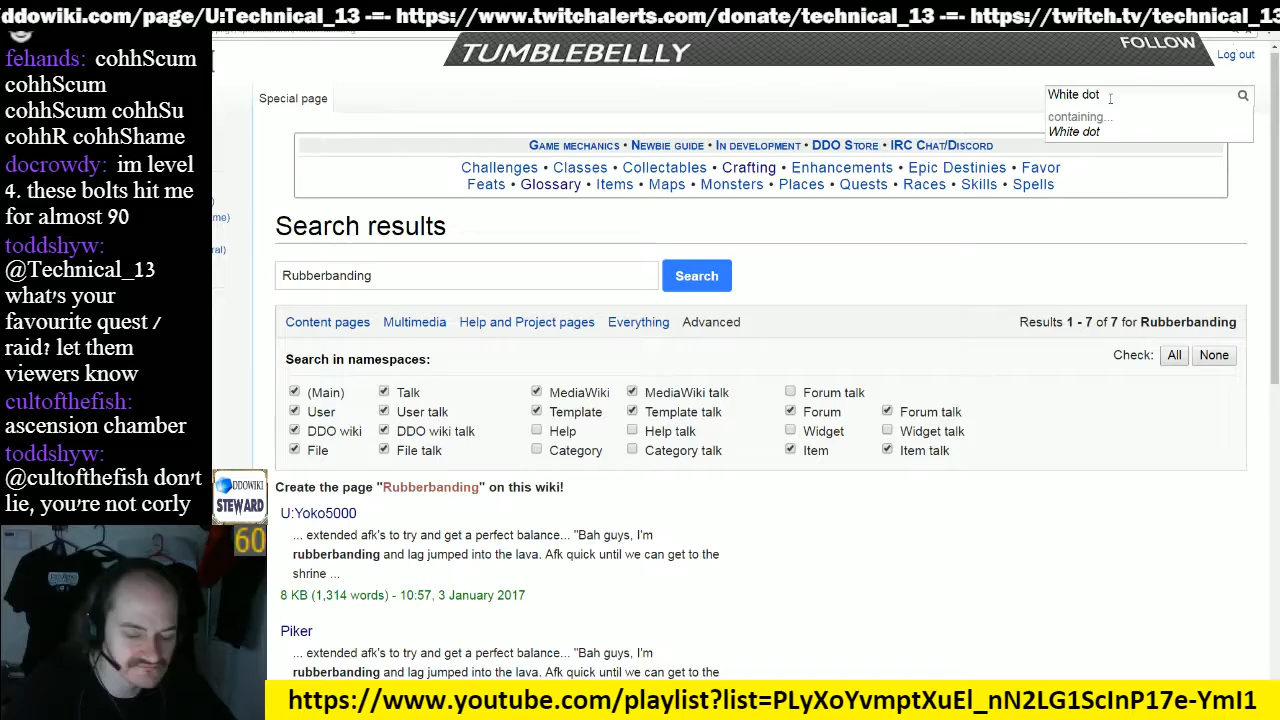 /ddowiki.com/page/U:Technical_13 -=- https://www.twitchalerts.com/donate/technical_13 -=- https://twitch.tv/technical_13
fehands: cohhScum
cohhScum
cohhScum cohhSu
cohhR cohhShame
docrowdy: im level
4. these bolts hit me
for almost 90
toddshyw:
@Technical_13
what's your
favourite quest /
raid? let them
viewers know
cultofthefish:
ascension chamber
toddshyw:
@cultofthefish don't
lie, you're not corly
TUMBLEBELLLY
FOLLOW
Log out
Special page
White dot
containing...
White dot
GAME MECHANICS • NEWBIE GUIDE • IN DEVELOPMENT • DDO STORE • IRC CHAT/DISCORD
Challenges • Classes • Collectables • Crafting • Enhancements • Epic Destinies • Favor
Feats • Glossary • Items • Maps • Monsters • Places • Quests • Races • Skills • Spells
me)
ral)
Search results
Rubberbanding
Search
Content pages Multimedia Help and Project pages Everything Advanced
Results 1 - 7 of 7 for Rubberbanding
Search in namespaces:
Check: All None
(Main) Talk MediaWiki MediaWiki talk Forum talk
User User talk Template Template talk Forum Forum talk
DDO wiki DDO wiki talk Help Help talk Widget Widget talk
File File talk Category Category talk Item Item talk
Create the page "Rubberbanding" on this wiki!
U:Yoko5000
... extended afk's to try and get a perfect balance... "Bah guys, I'm
rubberbanding and lag jumped into the lava. Afk quick until we can get to the
shrine ...
8 KB (1,314 words) - 10:57, 3 January 2017
Piker
... extended afk's to try and get a perfect balance... "Bah guys, I'm
rubberbanding and lag jumped into the lava. Afk quick until we can get to the
DDOWIKI
STEWARD
60
https://www.youtube.com/playlist?list=PLyXoYvmptXuEl_nN2LG1ScInP17e-YmI1